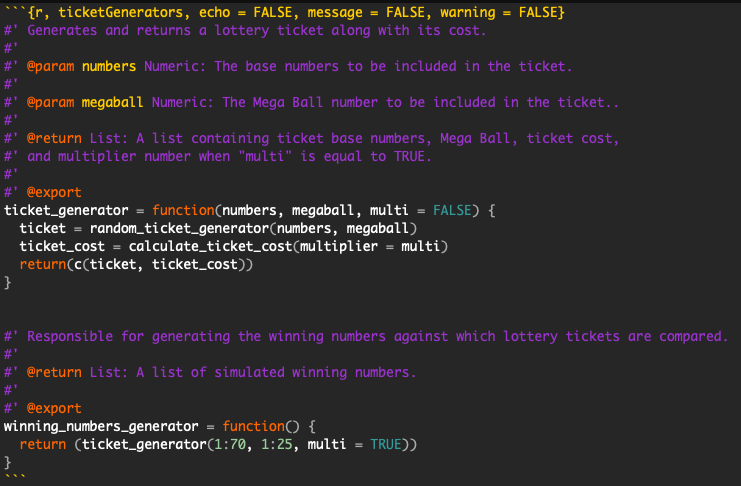 ```{r, ticketGenerators, echo = FALSE, message = FALSE, warning = FALSE}
#' Generates and returns a lottery ticket along with its cost.
#'
#' @param numbers Numeric: The base numbers to be included in the ticket.
#'
#' @param megaball Numeric: The Mega Ball number to be included in the ticket..
#'
#' @return List: A list containing ticket base numbers, Mega Ball, ticket cost,
#' and multiplier number when "multi" is equal to TRUE.
#'
#' @export
ticket_generator = function(numbers, megaball, multi = FALSE) {
  ticket = random_ticket_generator(numbers, megaball)
  ticket_cost = calculate_ticket_cost(multiplier = multi)
  return(c(ticket, ticket_cost))
}

#' Responsible for generating the winning numbers against which lottery tickets are compared.
#'
#' @return List: A list of simulated winning numbers.
#'
#' @export
winning_numbers_generator = function() {
  return (ticket_generator(1:70, 1:25, multi = TRUE))
}
```